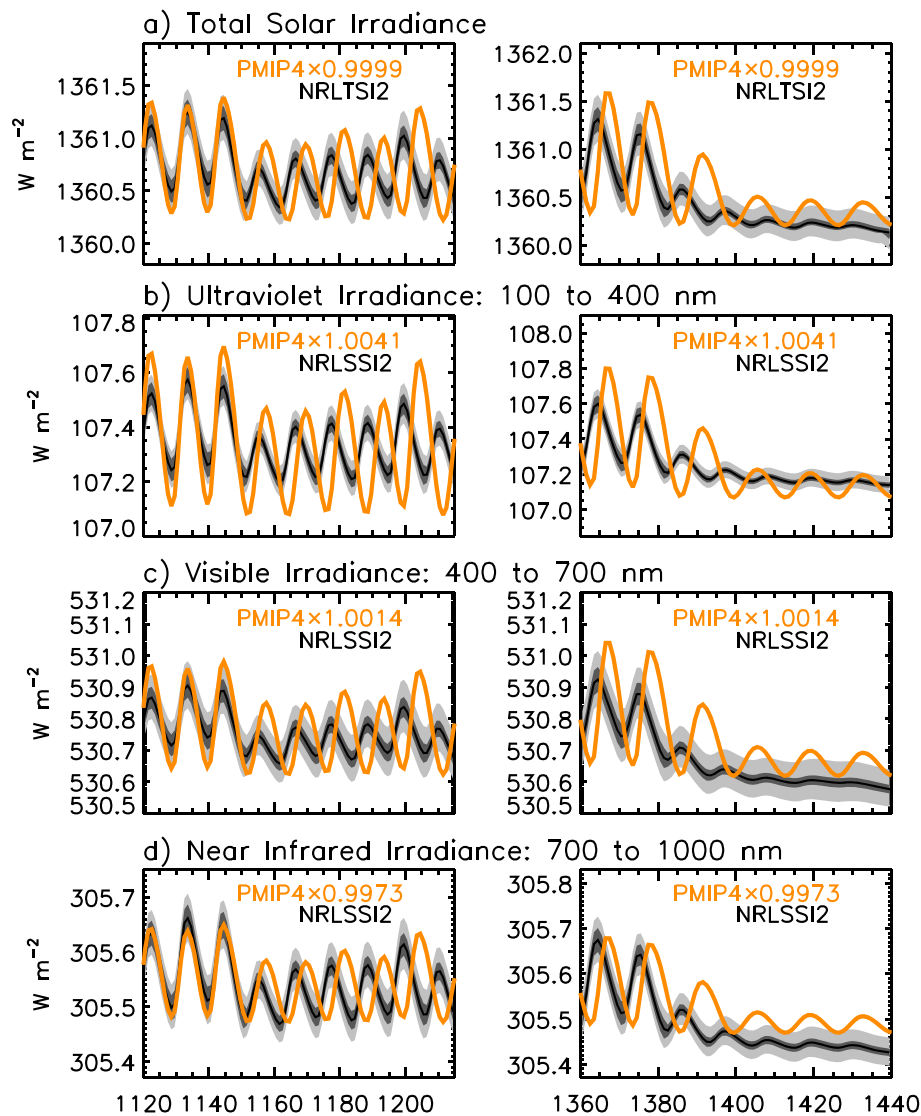 a) Total Solar Irradiance
W m−2
1361.5
1361.0
1360.5
1360.0
PMIP4×0.9999
NRLTSI2
1362.0
1361.5
1361.0
1360.5
1360.0
PMIP4×0.9999
NRLTSI2
b) Ultraviolet Irradiance: 100 to 400 nm
W m−2
107.8
107.6
107.4
107.2
107.0
PMIP4×1.0041
NRLSSI2
108.0
107.8
107.6
107.4
107.2
107.0
PMIP4×1.0041
NRLSSI2
c) Visible Irradiance: 400 to 700 nm
W m−2
531.2
531.1
531.0
530.9
530.8
530.7
530.6
530.5
PMIP4×1.0014
NRLSSI2
531.2
531.1
531.0
530.9
530.8
530.7
530.6
530.5
PMIP4×1.0014
NRLSSI2
d) Near Infrared Irradiance: 700 to 1000 nm
W m−2
305.7
305.6
305.5
305.4
PMIP4×0.9973
NRLSSI2
305.8
305.7
305.6
305.5
305.4
PMIP4×0.9973
NRLSSI2
1120 1140 1160 1180 1200
1360 1380 1400 1420 1440